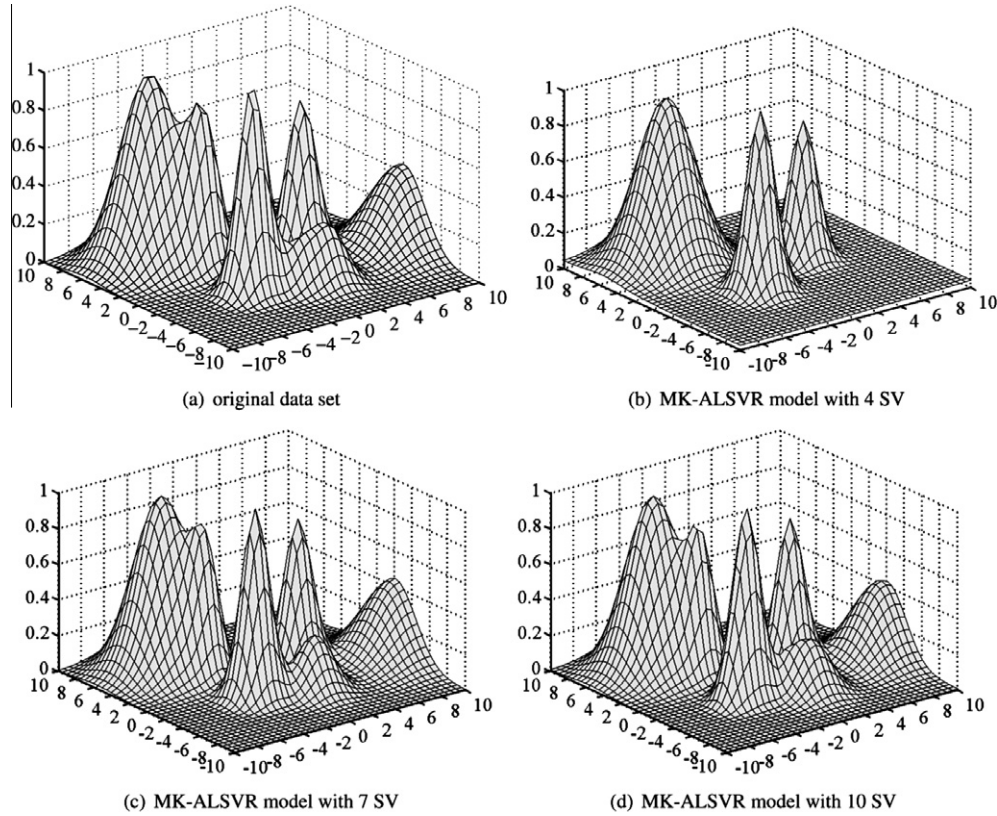 1
0.8
0.6
0.4
0.2
0
10 8 6 4 2 0 −2 −4 −6 −8 −10
−10 −8 −6 −4 −2 0 2 4 6 8 10
(a) original data set
1
0.8
0.6
0.4
0.2
0
10 8 6 4 2 0 -2 -4 -6 -8 -10
-10 -8 -6 -4 -2 0 2 4 6 8 10
(b) MK-ALSVR model with 4 SV
1
0.8
0.6
0.4
0.2
0
10 8 6 4 2 0 -2 -4 -6 -8 -10
-10 -8 -6 -4 -2 0 2 4 6 8 10
(c) MK-ALSVR model with 7 SV
1
0.8
0.6
0.4
0.2
0
10 8 6 4 2 0 -2 -4 -6 -8 -10
-10 -8 -6 -4 -2 0 2 4 6 8 10
(d) MK-ALSVR model with 10 SV